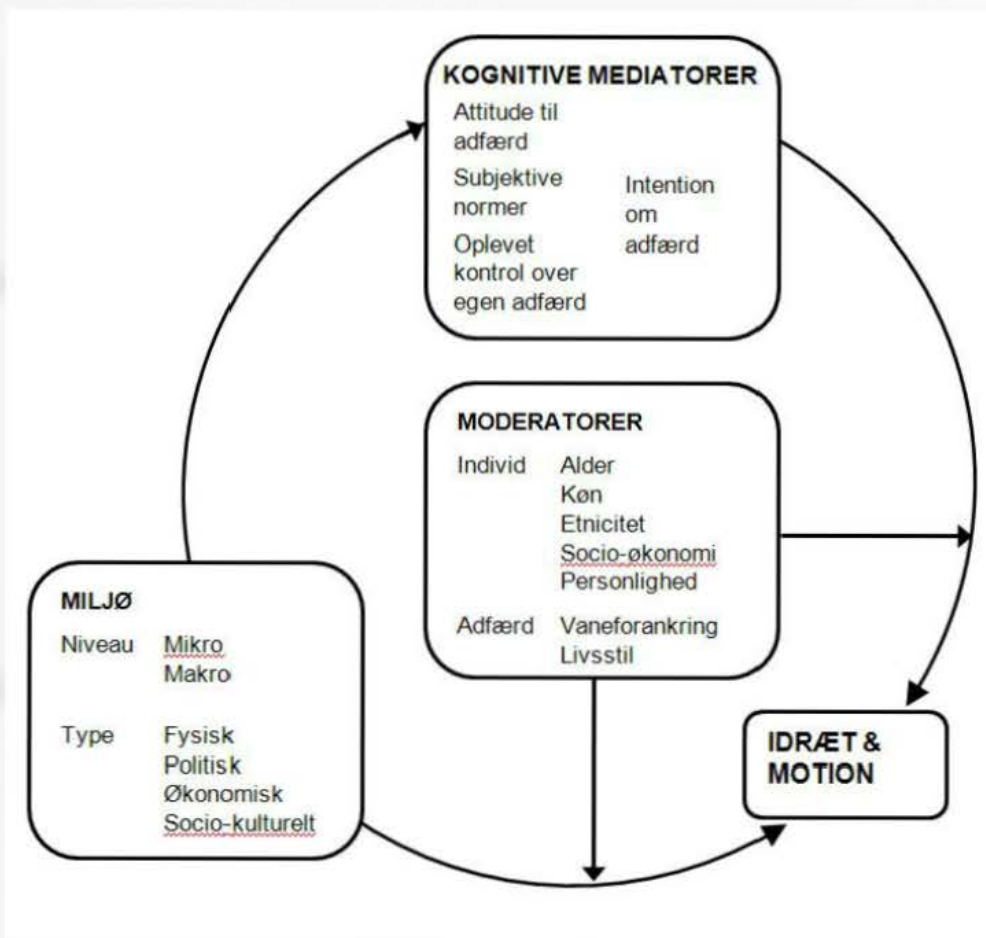 KOGNITIVE MEDIATORER
Attitude til
adfærd
Subjektive
normer
Oplevet
kontrol over
egen adfærd
Intention
om
adfærd
MODERATORER
Individ Alder
Køn
Etnicitet
Socio-økonomi
Personlighed
Adfærd Vaneforankring
Livsstil
MILJØ
Niveau Mikro
Makro
Type Fysisk
Politisk
Økonomisk
Socio-kulturelt
IDRÆT &
MOTION